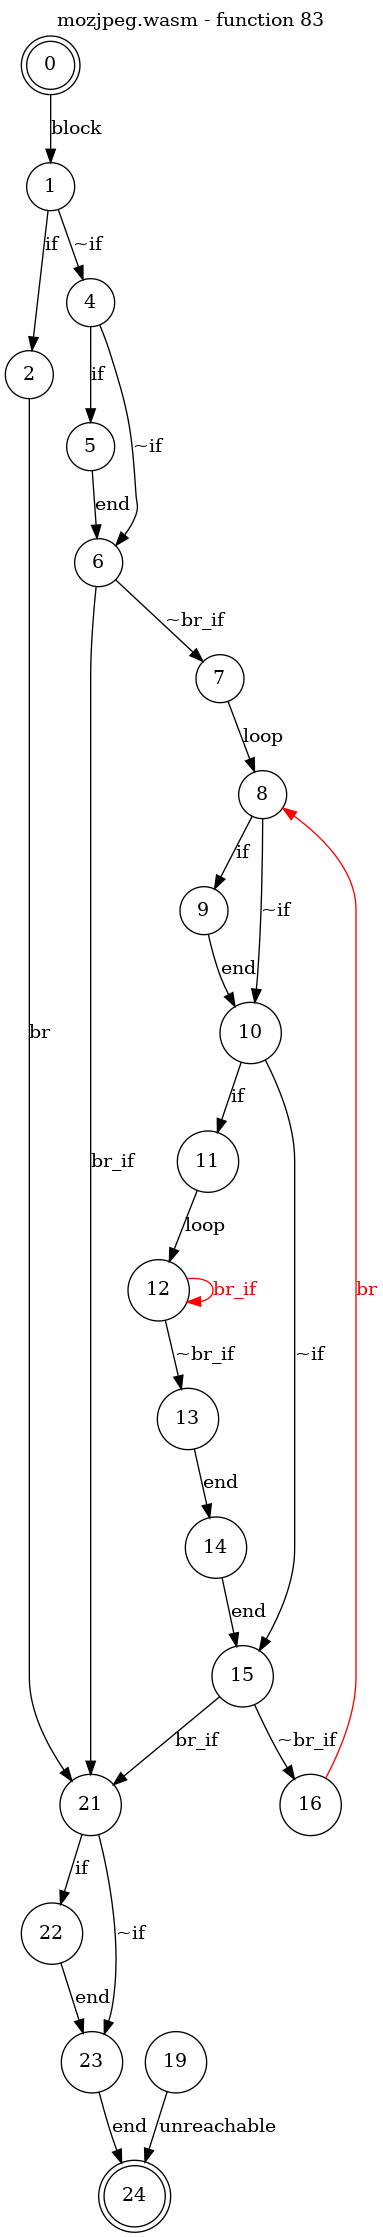 mozjpeg.wasm - function 83
0
block
1
if
~if
4
2
if
5
~if
end
6
~br_if
7
loop
8
if
~if
9
end
10
br
br_if
if
11
loop
12
br_if
br
~br_if
~if
13
end
14
end
15
br_if
~br_if
21
16
if
~if
22
end
23
19
end
unreachable
24